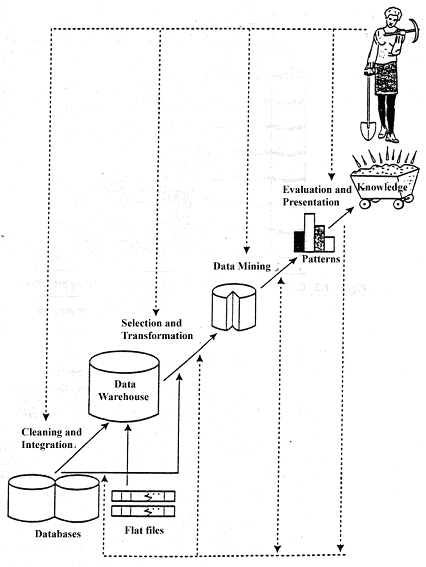 Knowledge
Evaluation and
Presentation
Patterns
Data Mining
Selection and
Transformation
Data
Warehouse
Cleaning and
Integration
Databases
Flat files